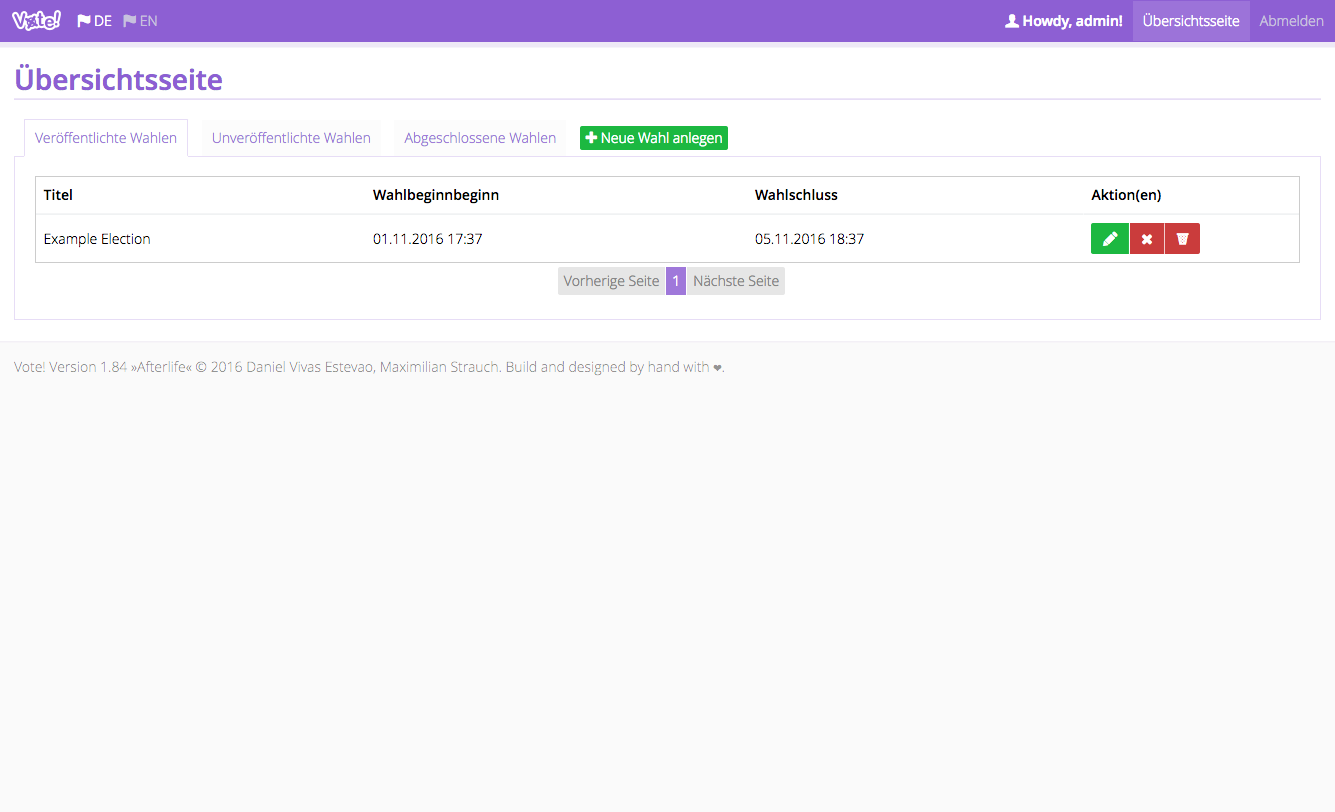 Vote! DE EN Howdy, admin! Übersichtsseite Abmelden
Übersichtsseite
Veröffentlichte Wahlen Unveröffentlichte Wahlen Abgeschlossene Wahlen Neue Wahl anlegen
Titel Wahlbeginnbeginn Wahlschluss Aktion(en)
Example Election 01.11.2016 17:37 05.11.2016 18:37
Vorherige Seite 1 Nächste Seite
Vote! Version 1.84 »Afterlife« © 2016 Daniel Vivas Estevao, Maximilian Strauch. Build and designed by hand with ❤.